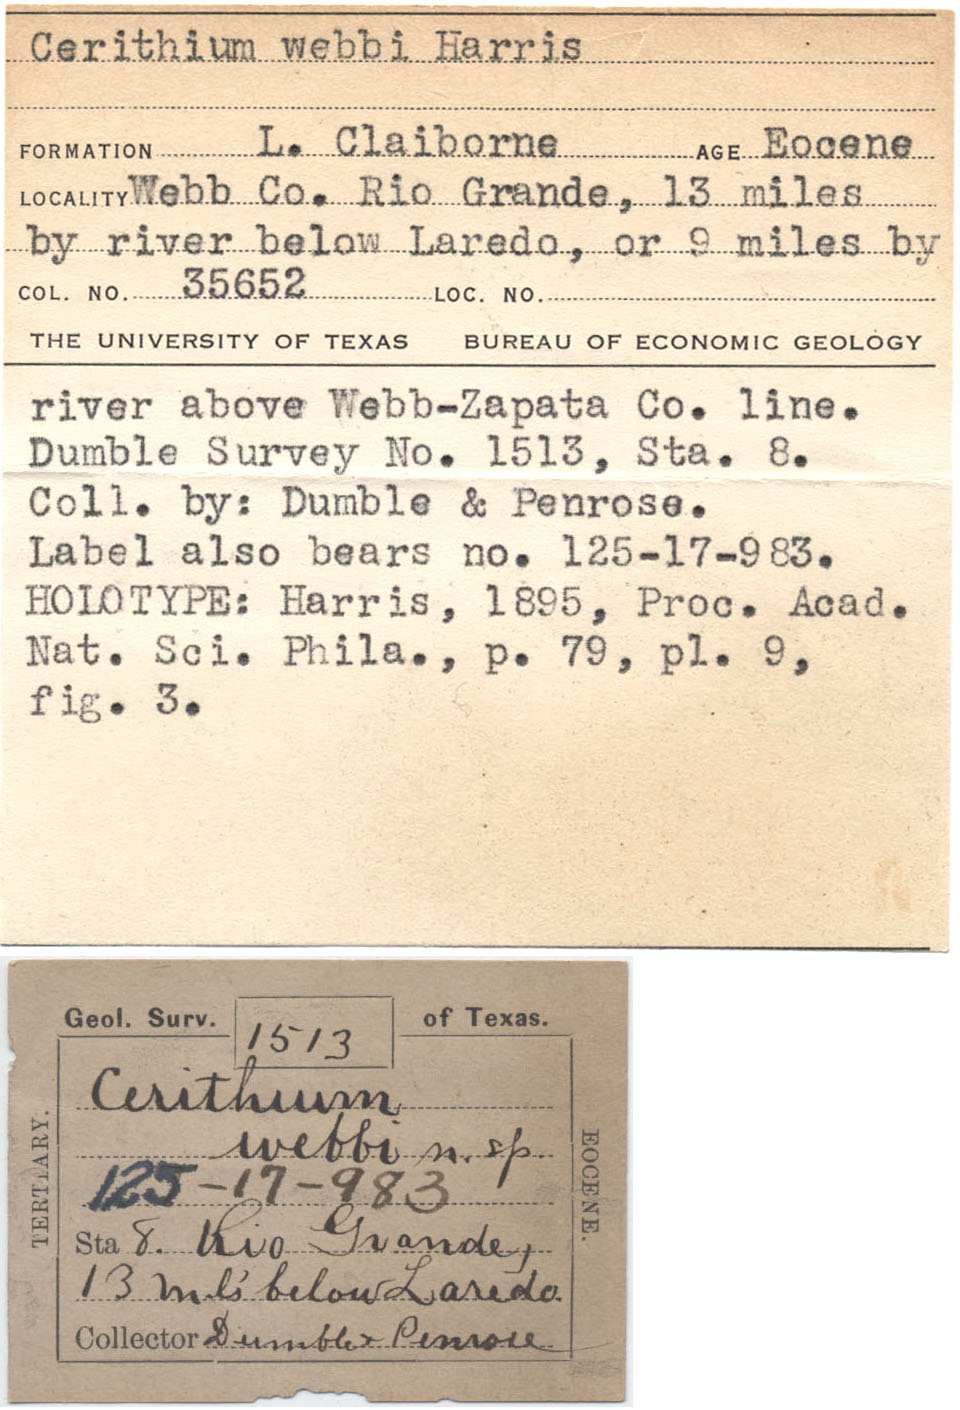 Cerithium webbi Harris
FORMATION L. Claiborne AGE Eocene
LOCALITY Webb Co. Rio Grande, 13 miles
by river below Laredo, or 9 miles by
COL. NO. 35652 LOC. NO.
THE UNIVERSITY OF TEXAS BUREAU OF ECONOMIC GEOLOGY
river above Webb-Zapata Co. line.
Dumble Survey No. 1513, Sta. 8.
Coll. by: Dumble & Penrose.
Label also bears no. 125-17-983.
HOLOTYPE: Harris, 1895, Proc. Acad.
Nat. Sci. Phila., p. 79, pl. 9,
fig. 3.
Geol. Surv. 1513 of Texas.
TERTIARY.
Cerithium
webbi n. sp.
125-17-983
Sta 8. Rio Grande,
13 mls' below Laredo
Collector Dumble & Penrose
EOCENE.